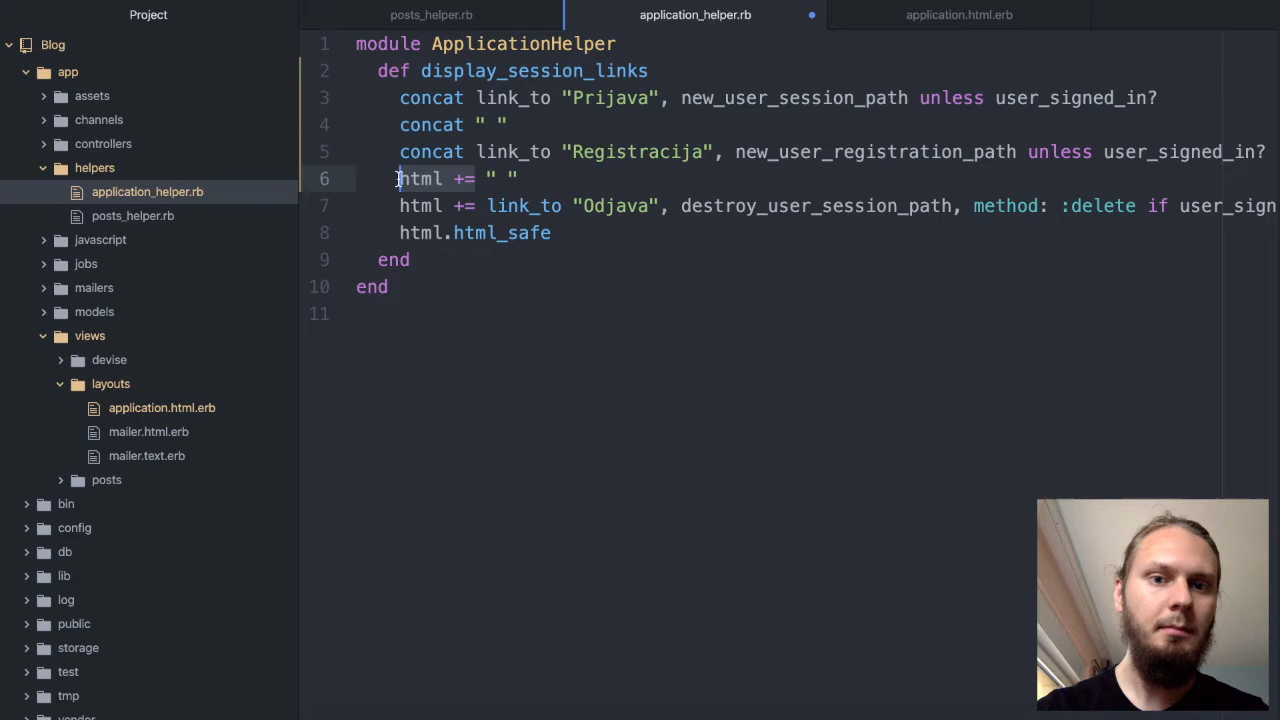 Project
posts_helper.rb
application_helper.rb
application.html.erb
Blog
app
assets
channels
controllers
helpers
application_helper.rb
posts_helper.rb
javascript
jobs
mailers
models
views
devise
layouts
application.html.erb
mailer.html.erb
mailer.text.erb
posts
bin
config
db
lib
log
public
storage
test
tmp
vendor
1 module ApplicationHelper
2 def display_session_links
3 concat link_to "Prijava", new_user_session_path unless user_signed_in?
4 concat " "
5 concat link_to "Registracija", new_user_registration_path unless user_signed_in?
6 html += " "
7 html += link_to "Odjava", destroy_user_session_path, method: :delete if user_sign
8 html.html_safe
9 end
10 end
11